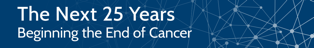 The Next 25 Years
Beginning the End of Cancer